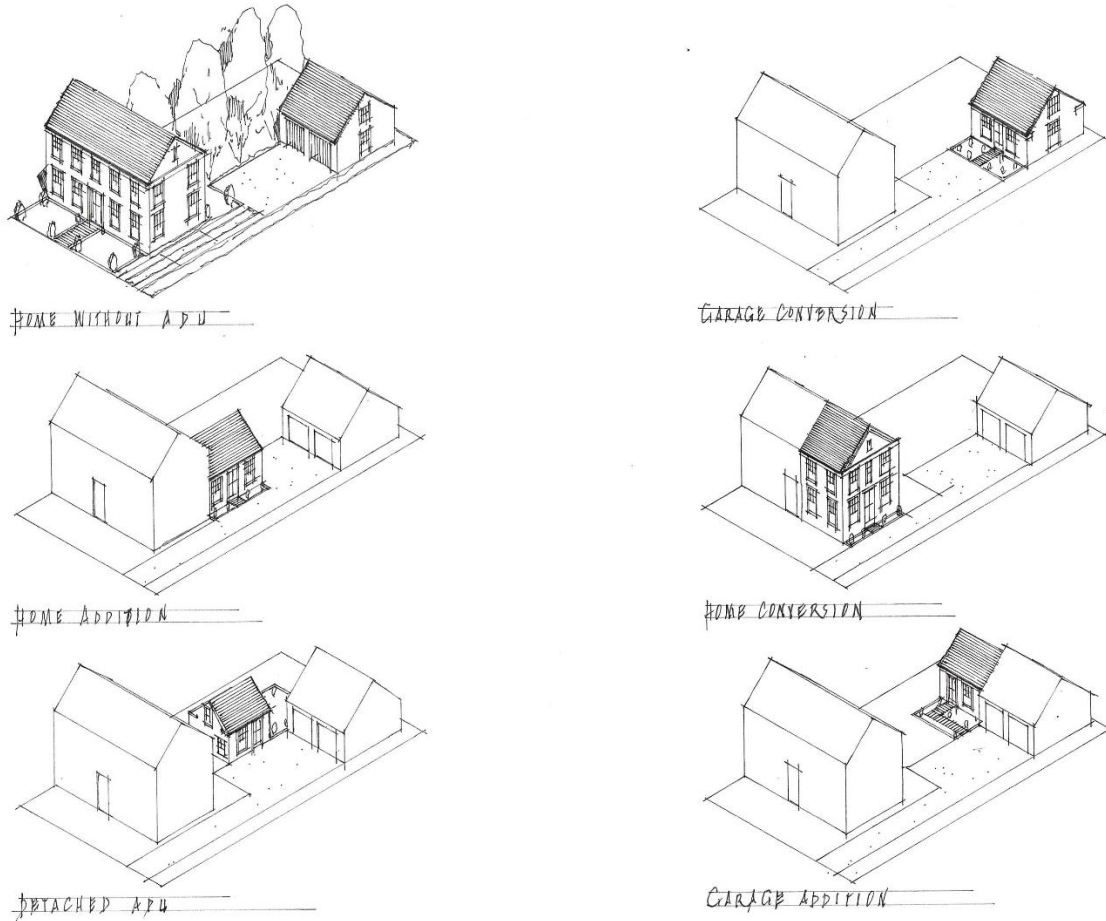 HOME WITHOUT ADU
GARAGE CONVERSION
HOME ADDITION
HOME CONVERSION
DETACHED ADU
GARAGE ADDITION